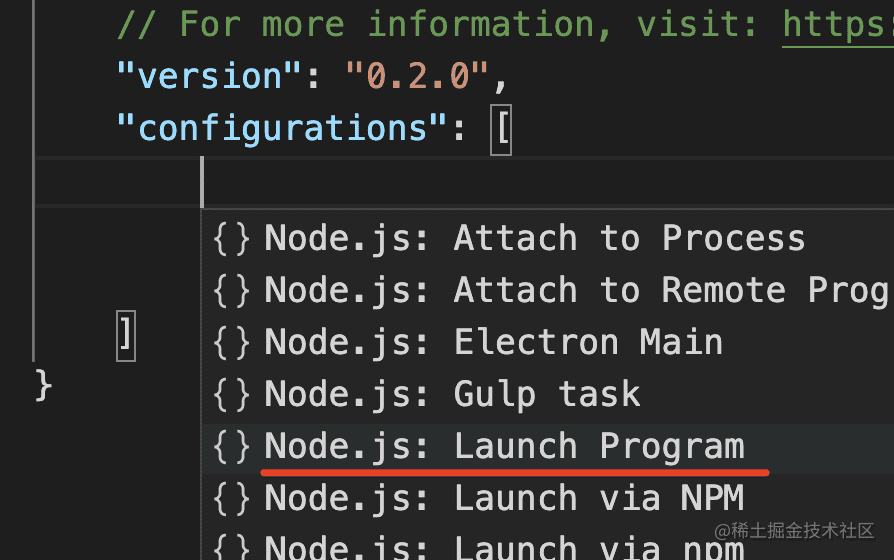 // For more information, visit: https:
"version": "0.2.0",
"configurations": [
{} Node.js: Attach to Process
{} Node.js: Attach to Remote Prog
{} Node.js: Electron Main
]
{} Node.js: Gulp task
}
{} Node.js: Launch Program
{} Node.js: Launch via NPM
{} Node.js: Launch via npm
@稀土掘金技术社区